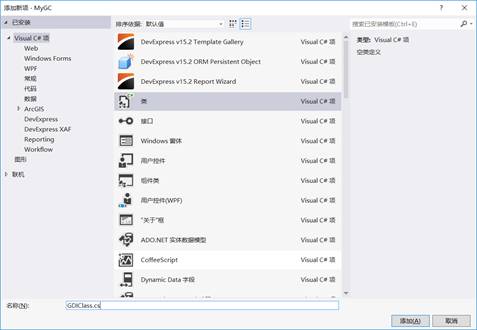 添加新项 - MyGC
已安装
排序依据: 默认值
搜索已安装模板(Ctrl+E)
Visual C# 项
Web
Windows Forms
WPF
常规
代码
数据
ArcGIS
DevExpress
DevExpress XAF
Reporting
Workflow
图形
联机
DevExpress v15.2 Template Gallery Visual C# 项
DevExpress v15.2 ORM Persistent Object Visual C# 项
DevExpress v15.2 Report Wizard Visual C# 项
类 Visual C# 项
接口 Visual C# 项
Windows 窗体 Visual C# 项
用户控件 Visual C# 项
组件类 Visual C# 项
用户控件(WPF) Visual C# 项
"关于"框 Visual C# 项
ADO.NET 实体数据模型 Visual C# 项
CoffeeScript Visual C# 项
Dynamic Data 字段 Visual C# 项
类型: Visual C# 项
空类定义
名称(N): GDIClass.cs
添加(A) 取消